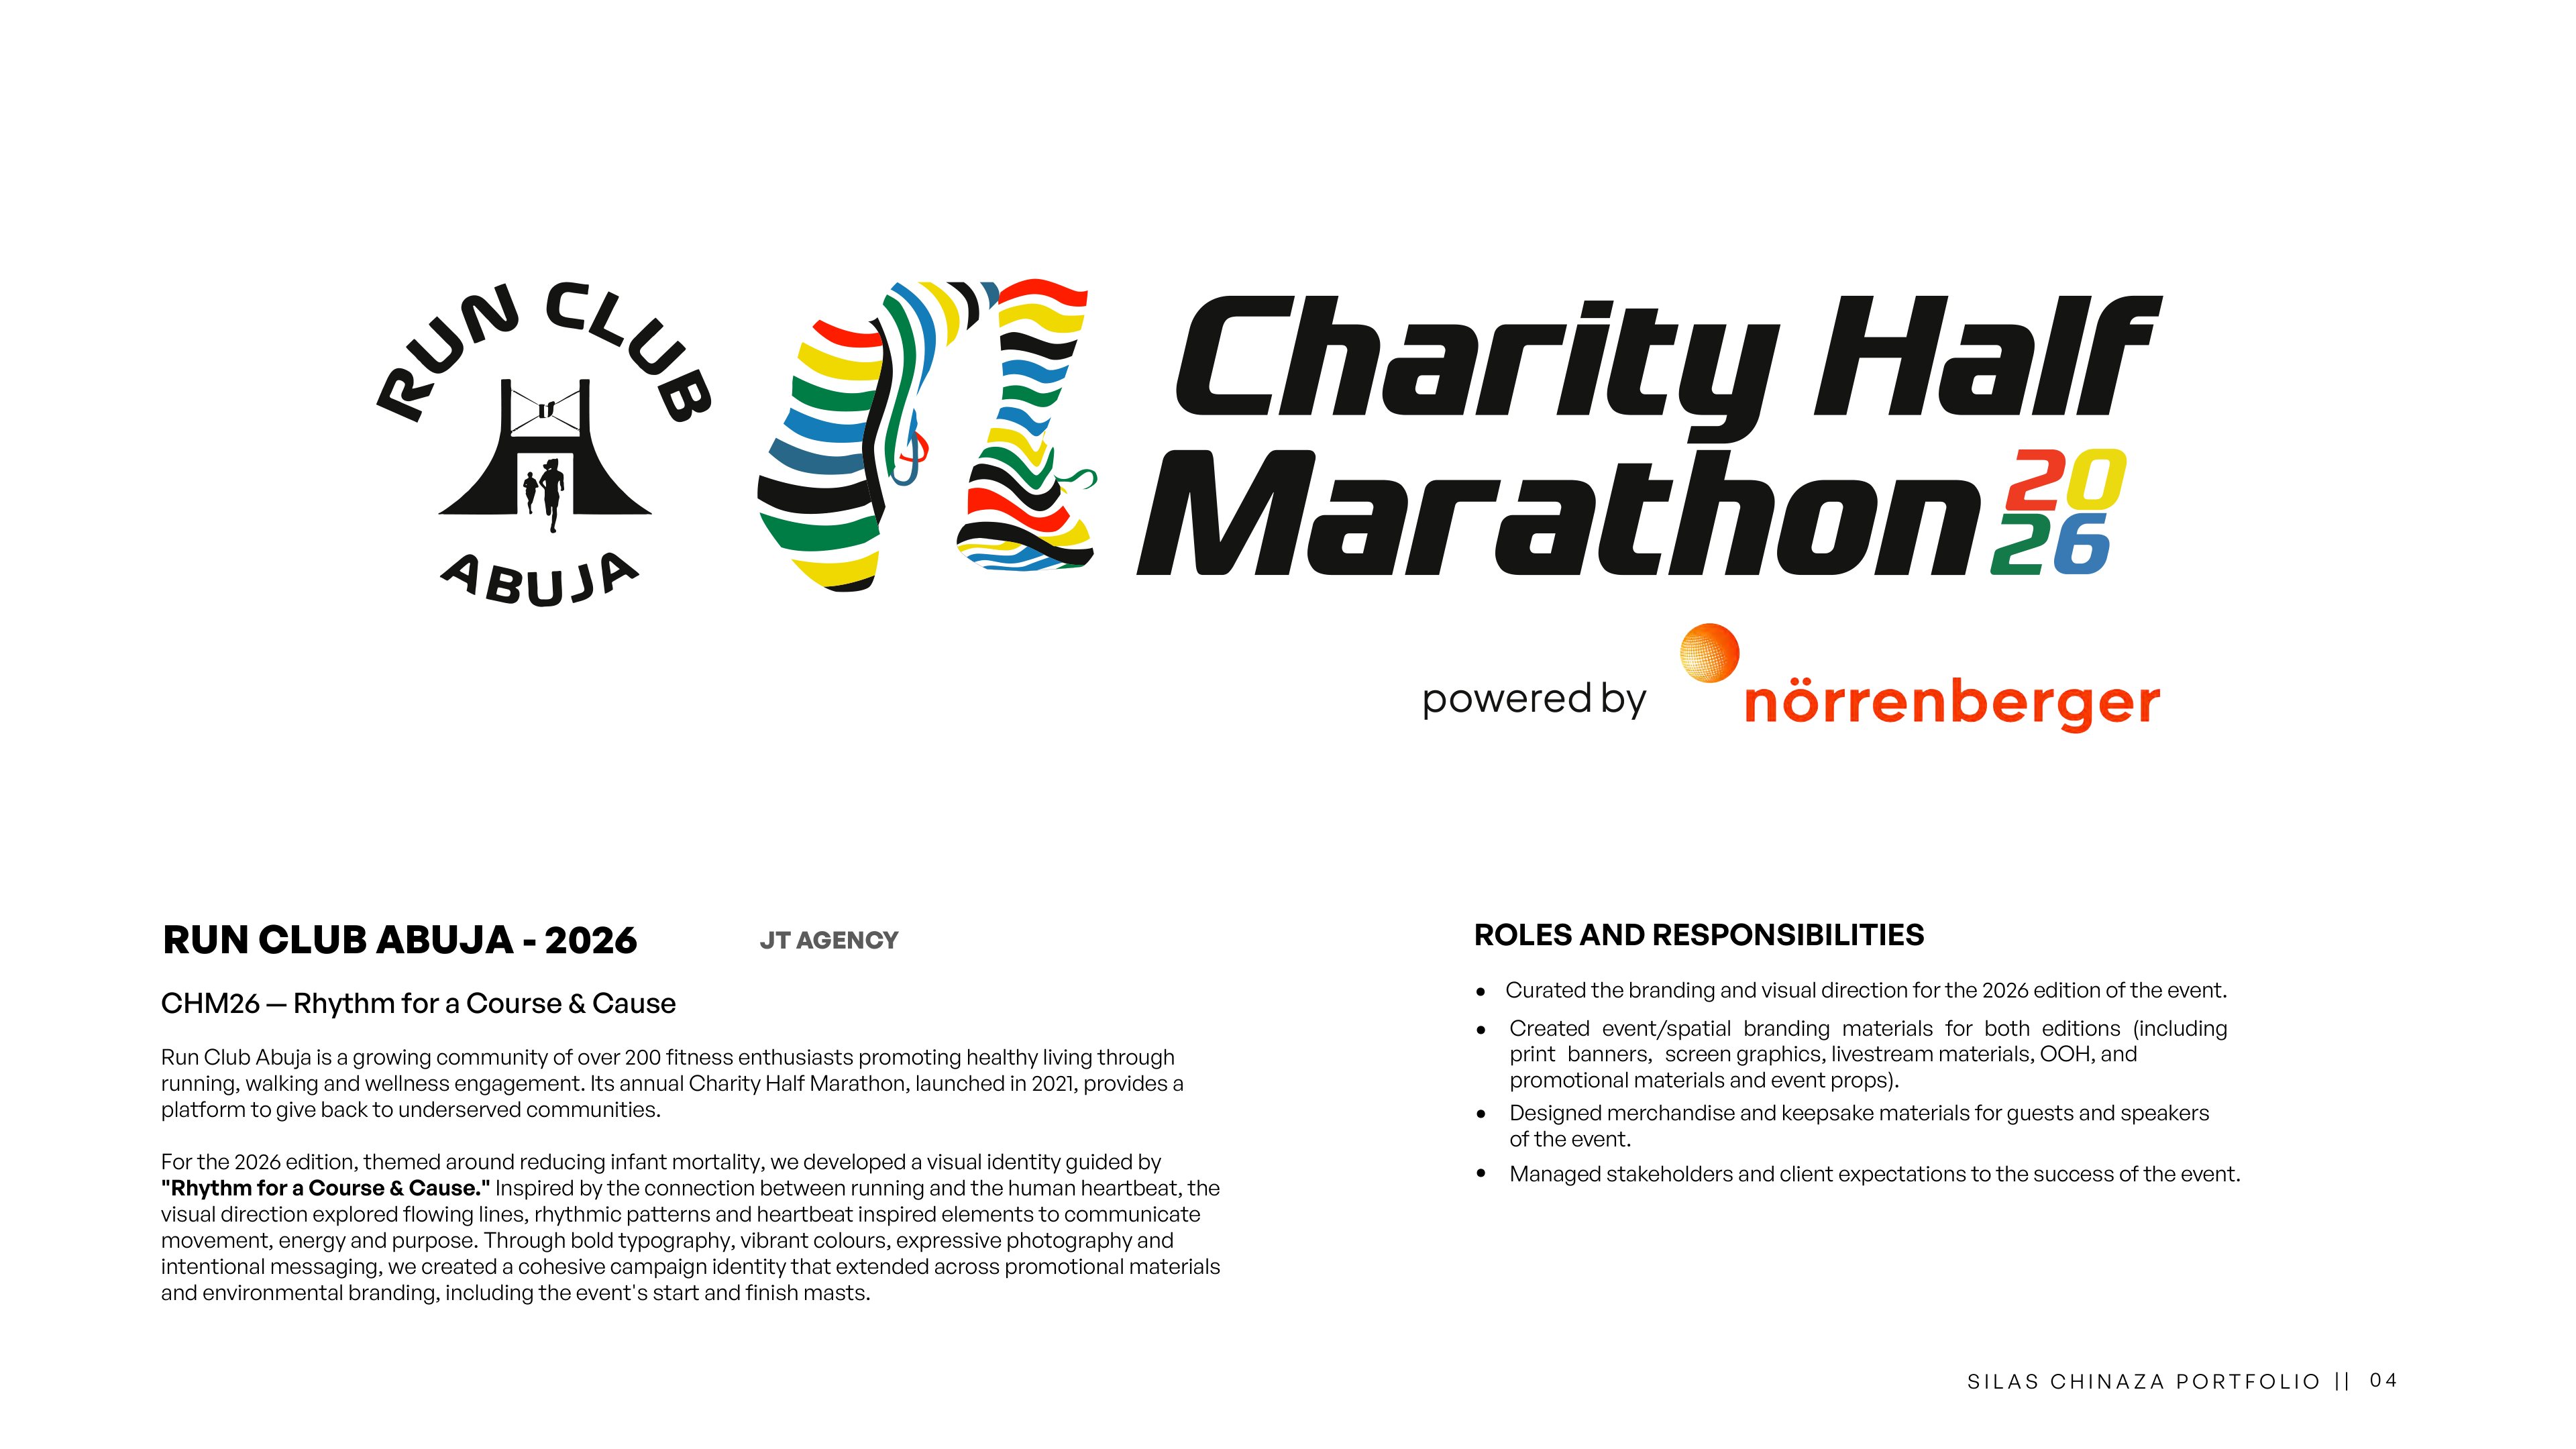 RUN CLUB
ABUJA
Charity Half
Marathon
20
26
powered by nörrenberger
RUN CLUB ABUJA - 2026
JT AGENCY
CHM26 — Rhythm for a Course & Cause
Run Club Abuja is a growing community of over 200 fitness enthusiasts promoting healthy living through
running, walking and wellness engagement. Its annual Charity Half Marathon, launched in 2021, provides a
platform to give back to underserved communities.
For the 2026 edition, themed around reducing infant mortality, we developed a visual identity guided by
"Rhythm for a Course & Cause." Inspired by the connection between running and the human heartbeat, the
visual direction explored flowing lines, rhythmic patterns and heartbeat inspired elements to communicate
movement, energy and purpose. Through bold typography, vibrant colours, expressive photography and
intentional messaging, we created a cohesive campaign identity that extended across promotional materials
and environmental branding, including the event's start and finish masts.
ROLES AND RESPONSIBILITIES
• Curated the branding and visual direction for the 2026 edition of the event.
• Created event/spatial branding materials for both editions (including
print banners, screen graphics, livestream materials, OOH, and
promotional materials and event props).
• Designed merchandise and keepsake materials for guests and speakers
of the event.
• Managed stakeholders and client expectations to the success of the event.
SILAS CHINAZA PORTFOLIO || 04